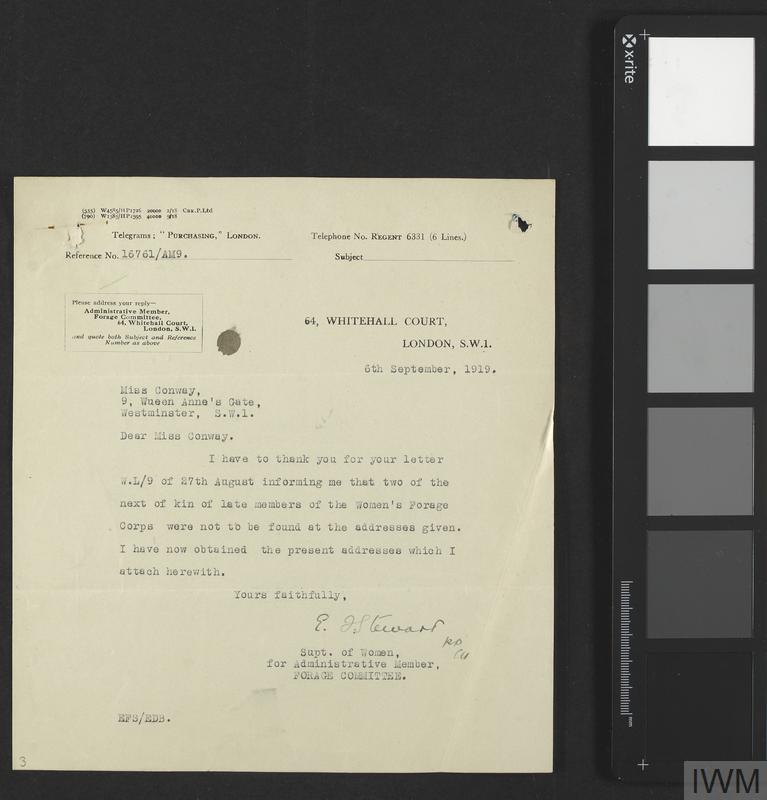 (535) W4585/HP1726 20000 2/18 C&R.P.Ltd
(790) W1385/HP1595 40000 5/18
Telegrams; "PURCHASING," LONDON.
Telephone No. REGENT 6331 (6 Lines.)
Reference No. 16761/AM9.
Subject
Please address your reply—
Administrative Member,
Forage Committee,
64, Whitehall Court,
London, S.W.1.
and quote both Subject and Reference
Number as above
64, WHITEHALL COURT,
LONDON, S.W.1.
6th September, 1919.
Miss Conway,
9, Wueen Anne's Gate,
Westminster, S.W.1.
Dear Miss Conway.
I have to thank you for your letter
W.L/9 of 27th August informing me that two of the
next of kin of late members of the Women's Forage
Corps were not to be found at the addresses given.
I have now obtained the present addresses which I
attach herewith.
Yours faithfully,
E. F. Stewart
Supt. of Women,
for Administrative Member,
FORAGE COMMITTEE.
EFS/EDB.
3
x-rite
mm
IWM